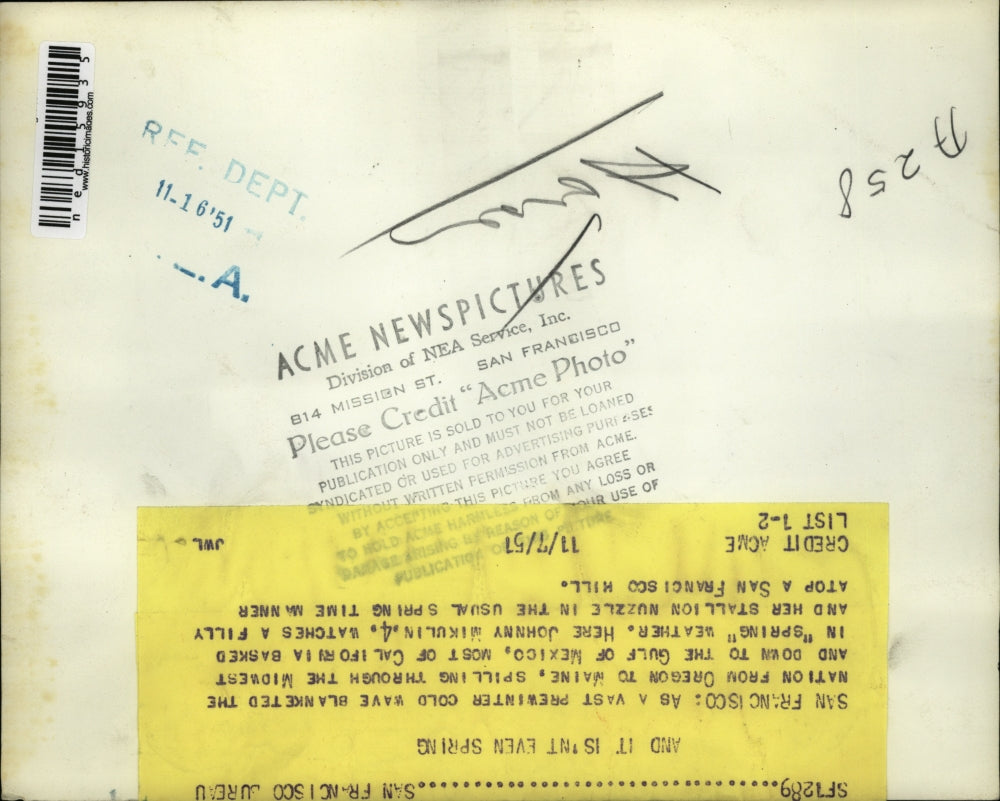 ned15935
www.historicimages.com
REF. DEPT.
11-16'51
L.A.
A258
ACME NEWSPICTURES
Division of NEA Service, Inc.
814 MISSION ST. SAN FRANCISCO
Please Credit "Acme Photo"
THIS PICTURE IS SOLD TO YOU FOR YOUR
PUBLICATION ONLY AND MUST NOT BE LOANED
SYNDICATED OR USED FOR ADVERTISING PURPOSES
WITHOUT WRITTEN PERMISSION FROM ACME.
BY ACCEPTING THIS PICTURE YOU AGREE
TO HOLD ACME HARMLESS FROM ANY LOSS OR
DAMAGE ARISING BY REASON OF YOUR USE OF
PUBLICATION OF THE PICTURE
SF1289........................................SAN FRANCISCO BUREAU
AND IT IS'NT EVEN SPRING
SAN FRANCISCO: AS A VAST PREWINTER COLD WAVE BLANKETED THE
NATION FROM OREGON TO MAINE, SPILLING THROUGH THE MIDWEST
AND DOWN TO THE GULF OF MEXICO, MOST OF CALIFORNIA BASKED
IN "SPRING" WEATHER. HERE JOHNNY MIKULIN,4, WATCHES A FILLY
AND HER STALLION NUZZLE IN THE USUAL SPRING TIME MANNER
ATOP A SAN FRANCISCO HILL.
CREDIT ACME 11/7/51 JWL
LIST 1-2